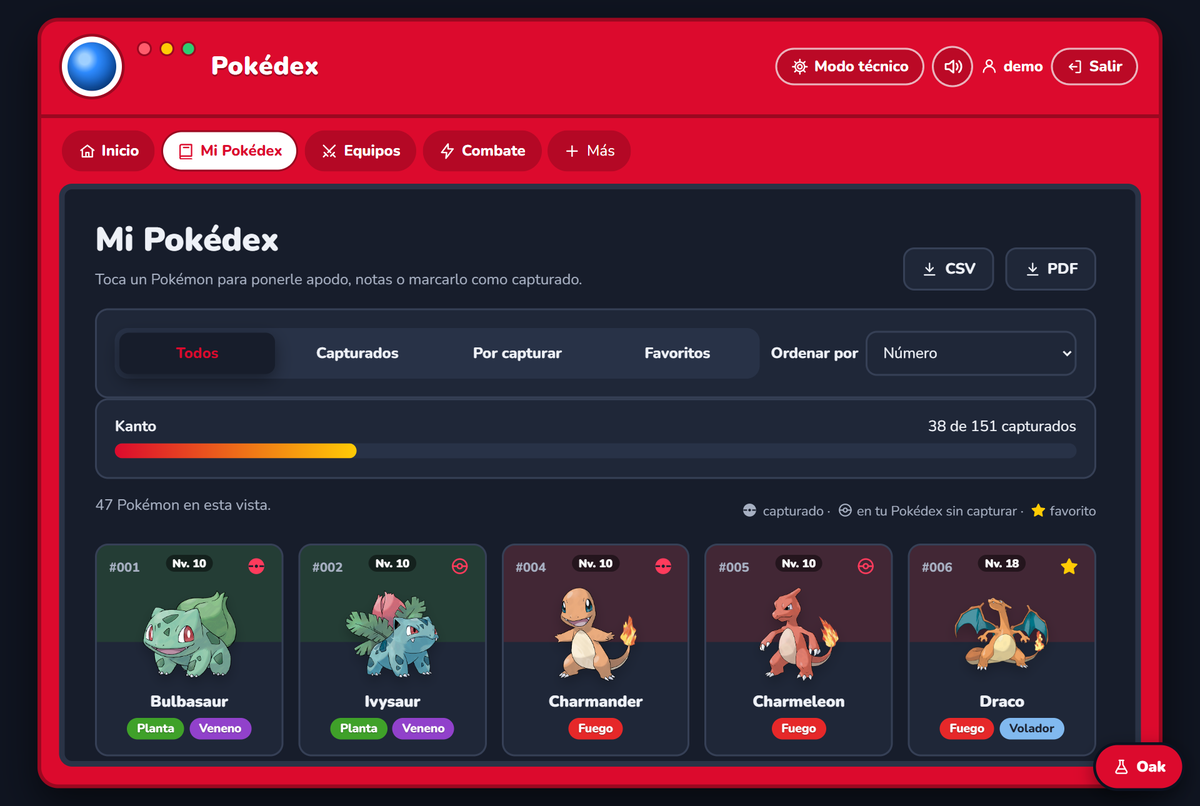 Pokédex
Modo técnico
demo
Salir
Inicio
Mi Pokédex
Equipos
Combate
Más
Mi Pokédex
Toca un Pokémon para ponerle apodo, notas o marcarlo como capturado.
CSV
PDF
Todos
Capturados
Por capturar
Favoritos
Ordenar por
Número
Kanto
38 de 151 capturados
47 Pokémon en esta vista.
capturado · en tu Pokédex sin capturar · favorito
#001
Nv. 10
Bulbasaur
Planta
Veneno
#002
Nv. 10
Ivysaur
Planta
Veneno
#004
Nv. 10
Charmander
Fuego
#005
Nv. 10
Charmeleon
Fuego
#006
Nv. 18
Draco
Fuego
Volador
Oak